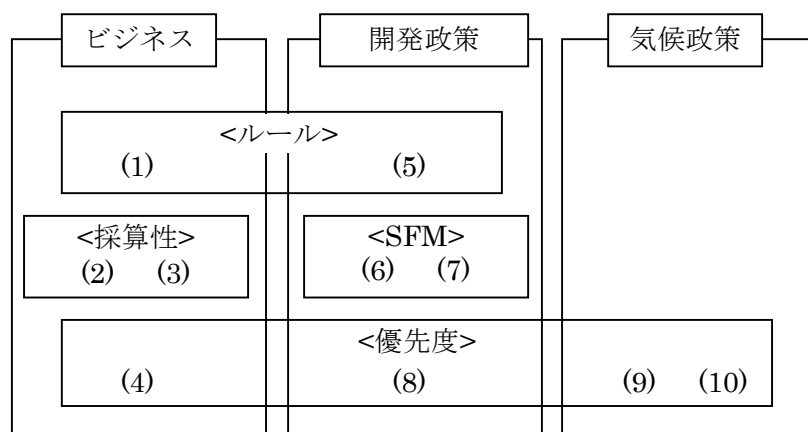 ビジネス 開発政策 気候政策
<ルール>
(1) (5)
<採算性> <SFM>
(2) (3) (6) (7)
<優先度>
(4) (8) (9) (10)